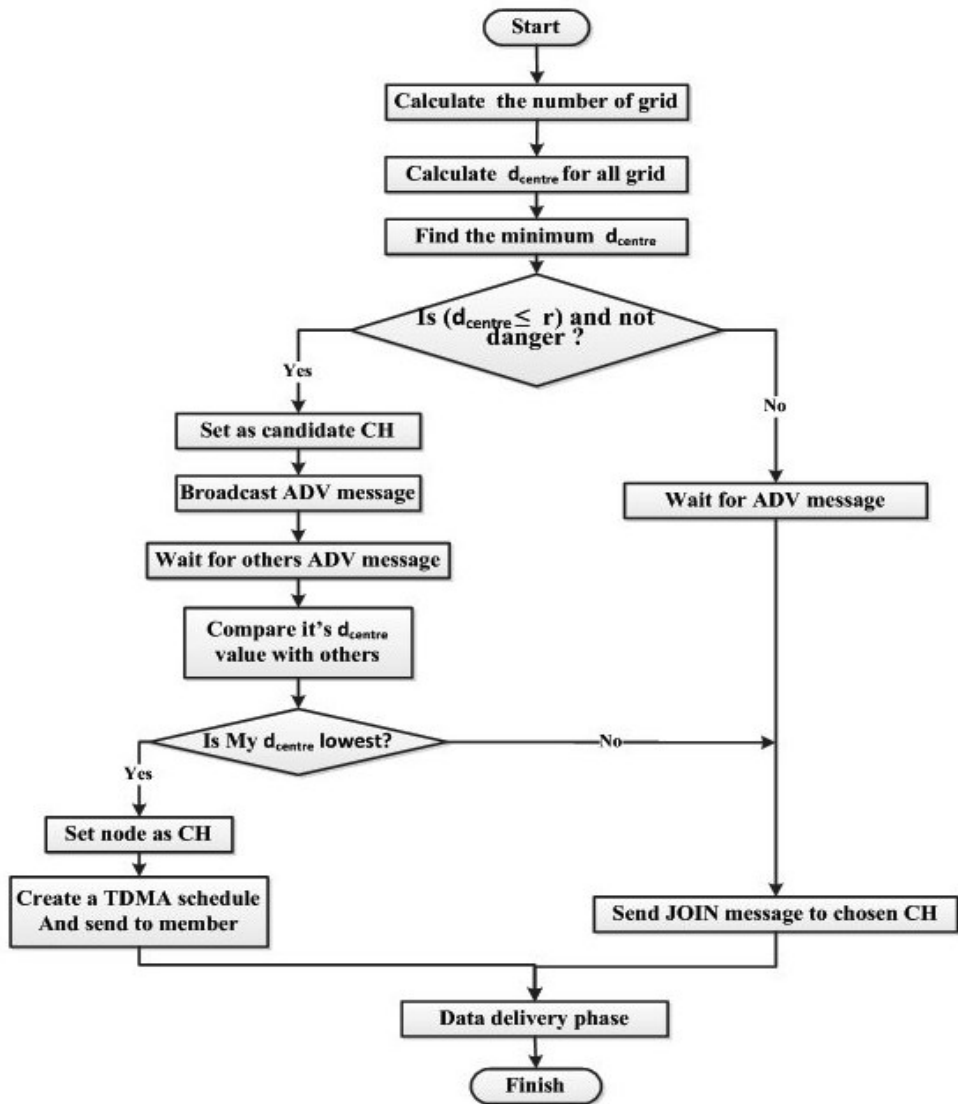 Start
Calculate the number of grid
Calculate dcentre for all grid
Find the minimum dcentre
Is (dcentre ≤ r) and not
danger ?
Yes
No
Set as candidate CH
Broadcast ADV message
Wait for ADV message
Wait for others ADV message
Compare it's dcentre
value with others
Is My dcentre lowest?
No
Yes
Set node as CH
Create a TDMA schedule
And send to member
Send JOIN message to chosen CH
Data delivery phase
Finish